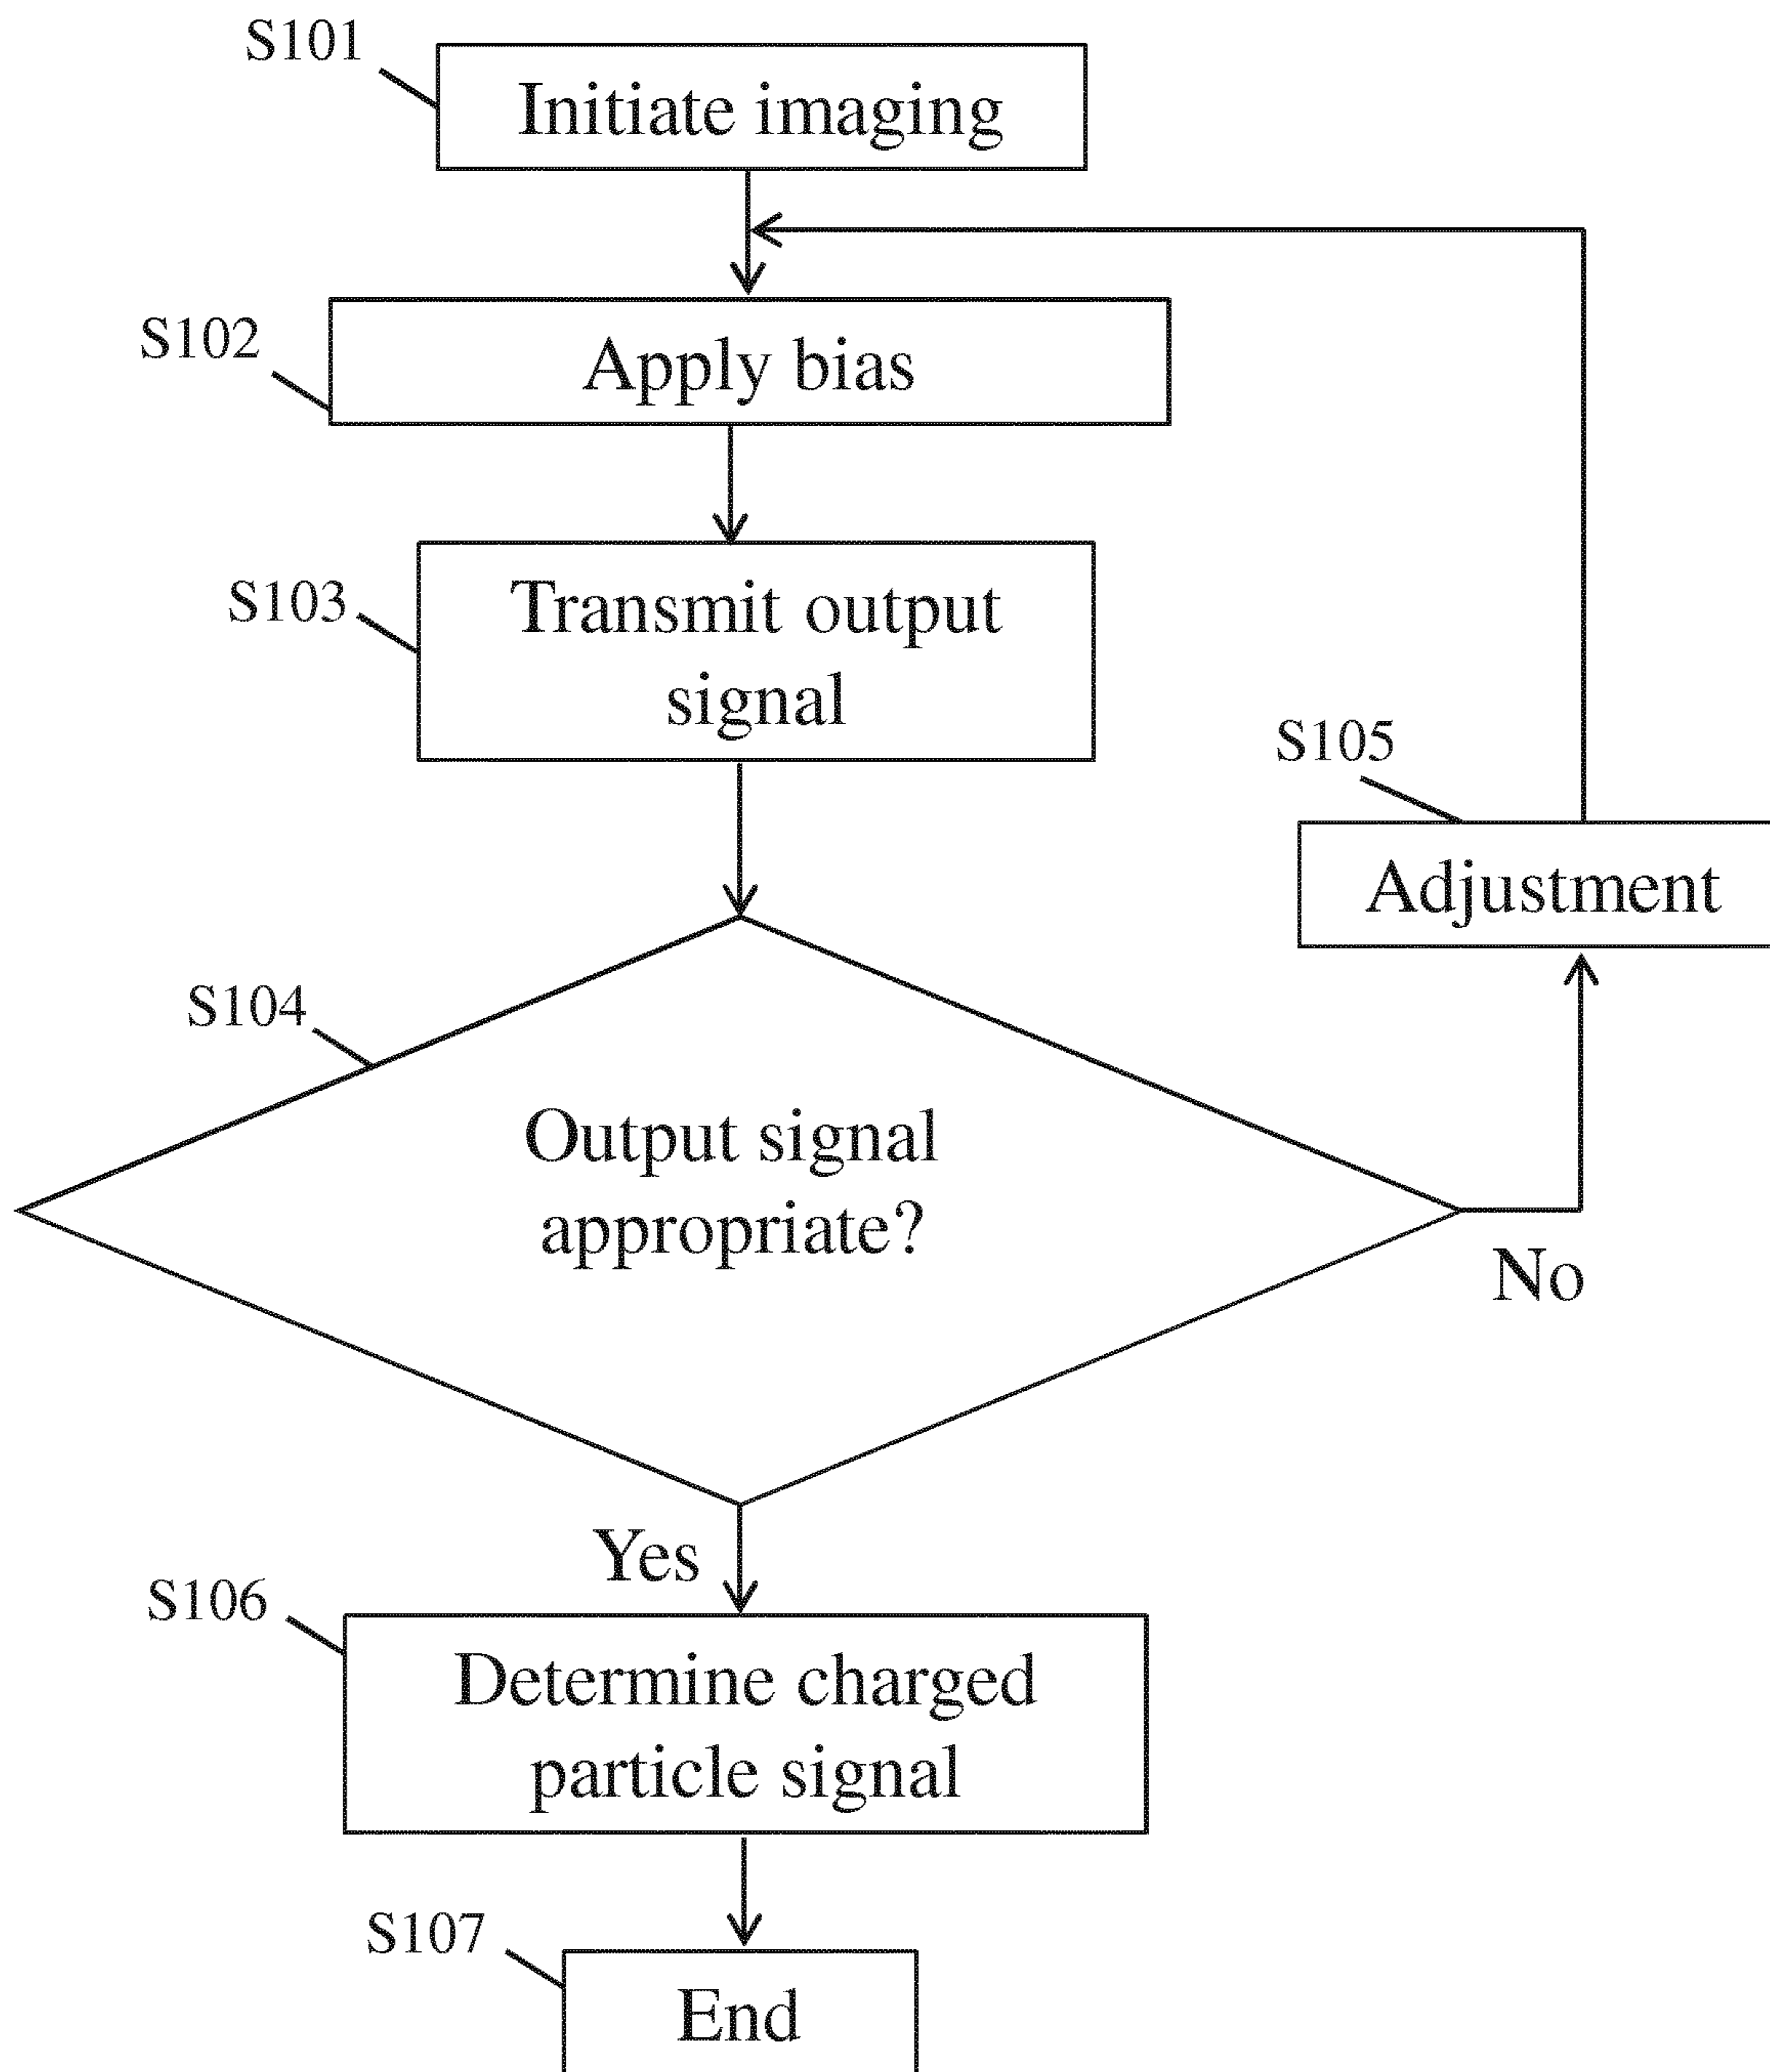 S101
Initiate imaging
S102
Apply bias
S103
Transmit output
signal
S105
Adjustment
S104
Output signal
appropriate?
No
Yes
S106
Determine charged
particle signal
S107
End